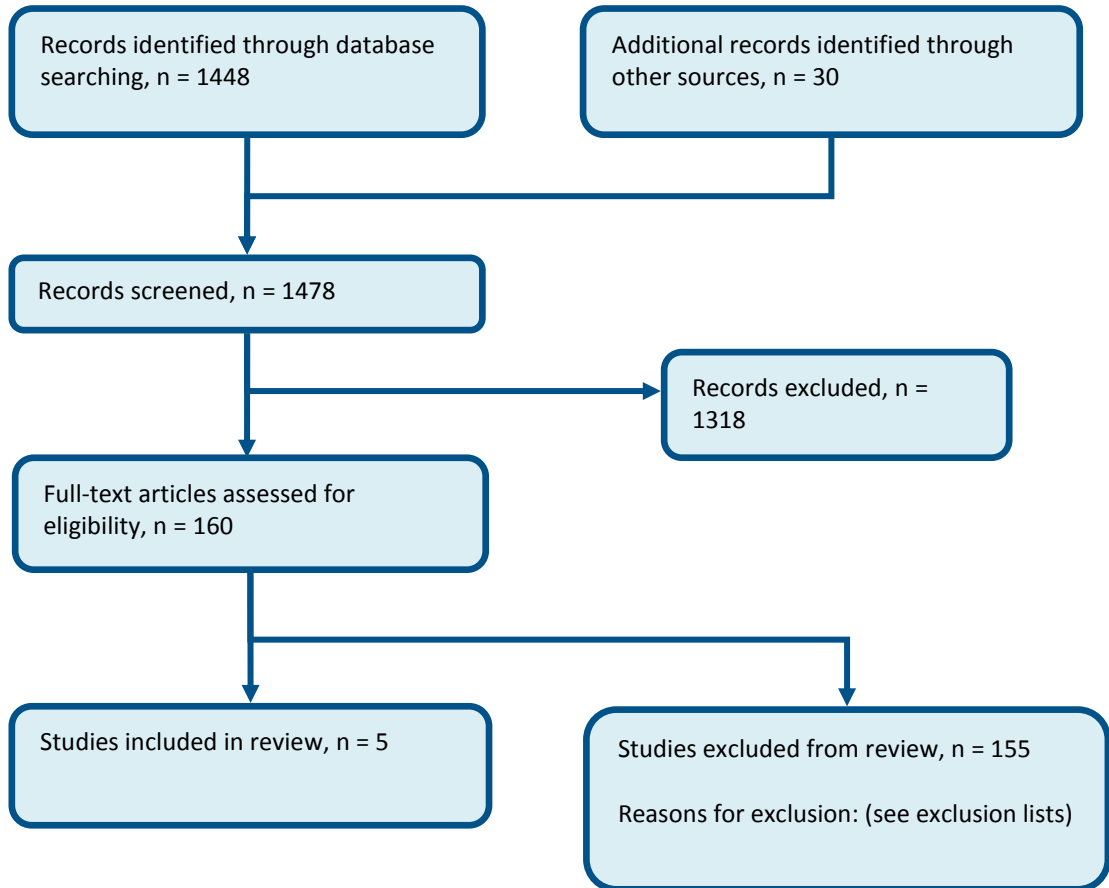 Records identified through database
searching, n = 1448
Additional records identified through
other sources, n = 30
Records screened, n = 1478
Records excluded, n =
1318
Full-text articles assessed for
eligibility, n = 160
Studies included in review, n = 5
Studies excluded from review, n = 155
Reasons for exclusion: (see exclusion lists)